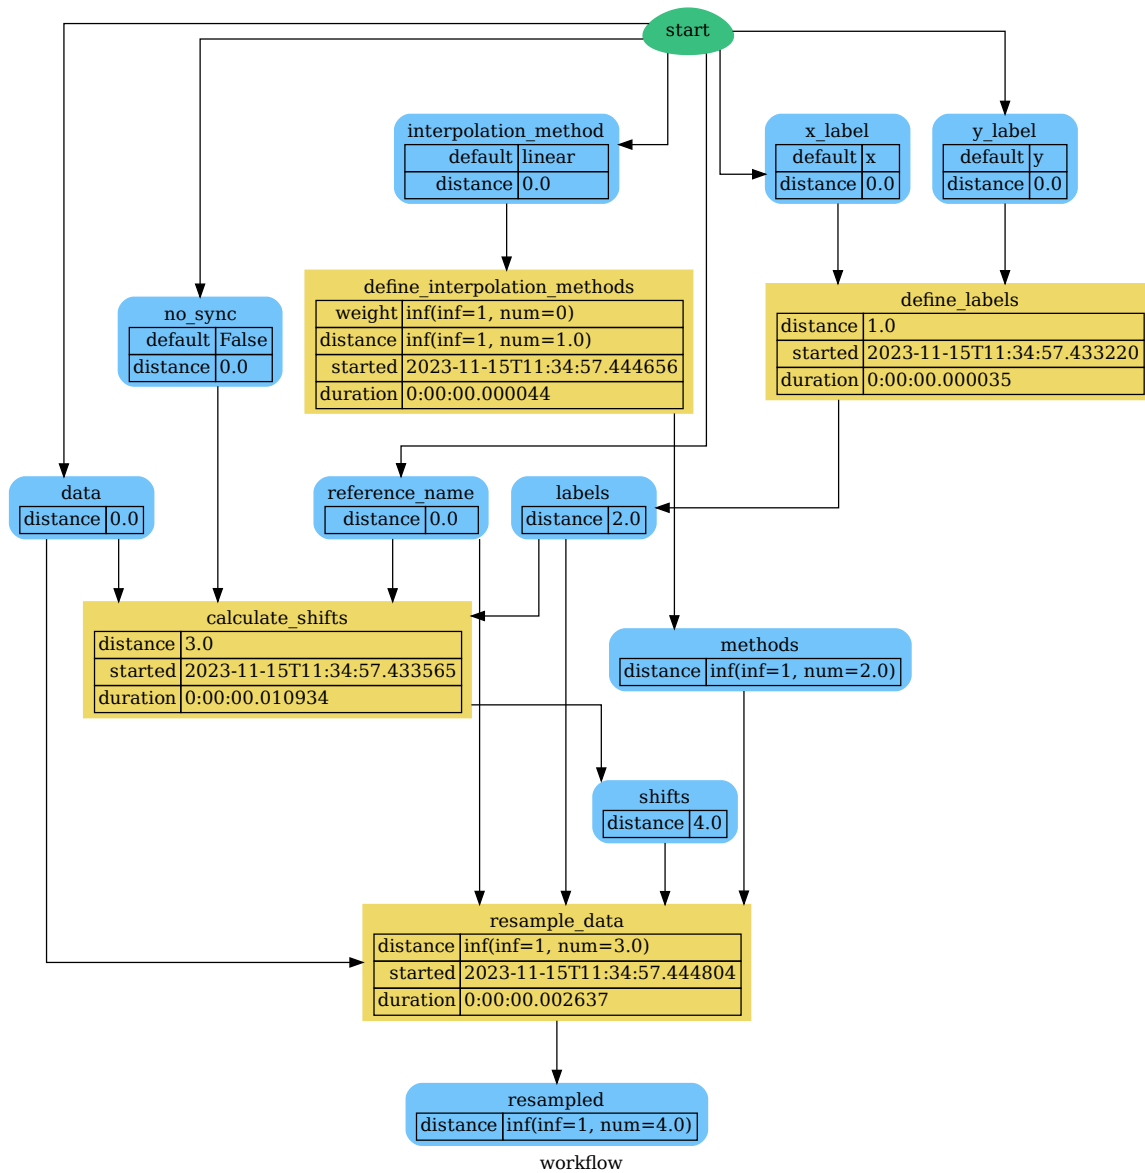 start
interpolation_method
default linear
distance 0.0
x_label
default x
distance 0.0
y_label
default y
distance 0.0
define_interpolation_methods
weight inf(inf=1, num=0)
distance inf(inf=1, num=1.0)
started 2023-11-15T11:34:57.444656
duration 0:00:00.000044
define_labels
distance 1.0
started 2023-11-15T11:34:57.433220
duration 0:00:00.000035
no_sync
default False
distance 0.0
data
distance 0.0
reference_name
distance 0.0
labels
distance 2.0
calculate_shifts
distance 3.0
started 2023-11-15T11:34:57.433565
duration 0:00:00.010934
methods
distance inf(inf=1, num=2.0)
shifts
distance 4.0
resample_data
distance inf(inf=1, num=3.0)
started 2023-11-15T11:34:57.444804
duration 0:00:00.002637
resampled
distance inf(inf=1, num=4.0)
workflow